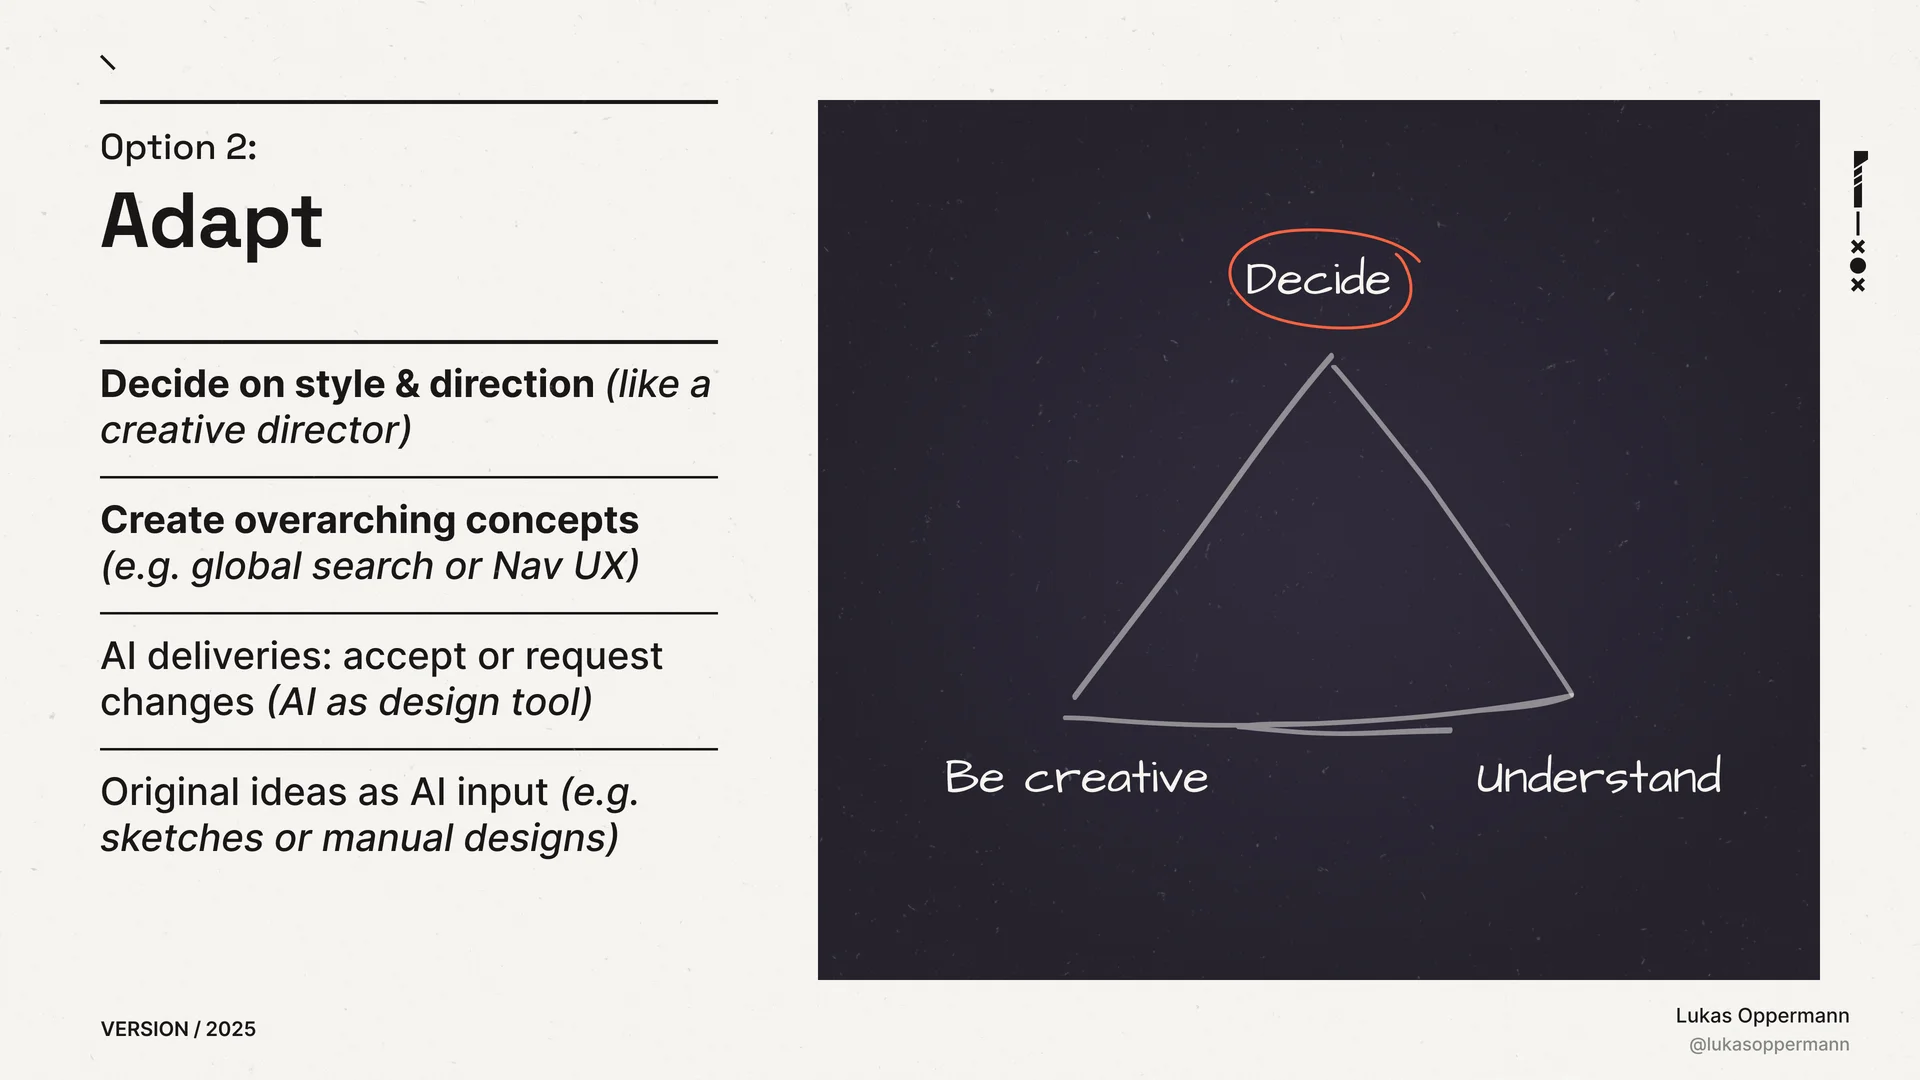 Option 2:
Adapt
Decide on style & direction (like a
creative director)
Create overarching concepts
(e.g. global search or Nav UX)
AI deliveries: accept or request
changes (AI as design tool)
Original ideas as AI input (e.g.
sketches or manual designs)
Decide
Be creative
Understand
VERSION / 2025
Lukas Oppermann
@lukasoppermann